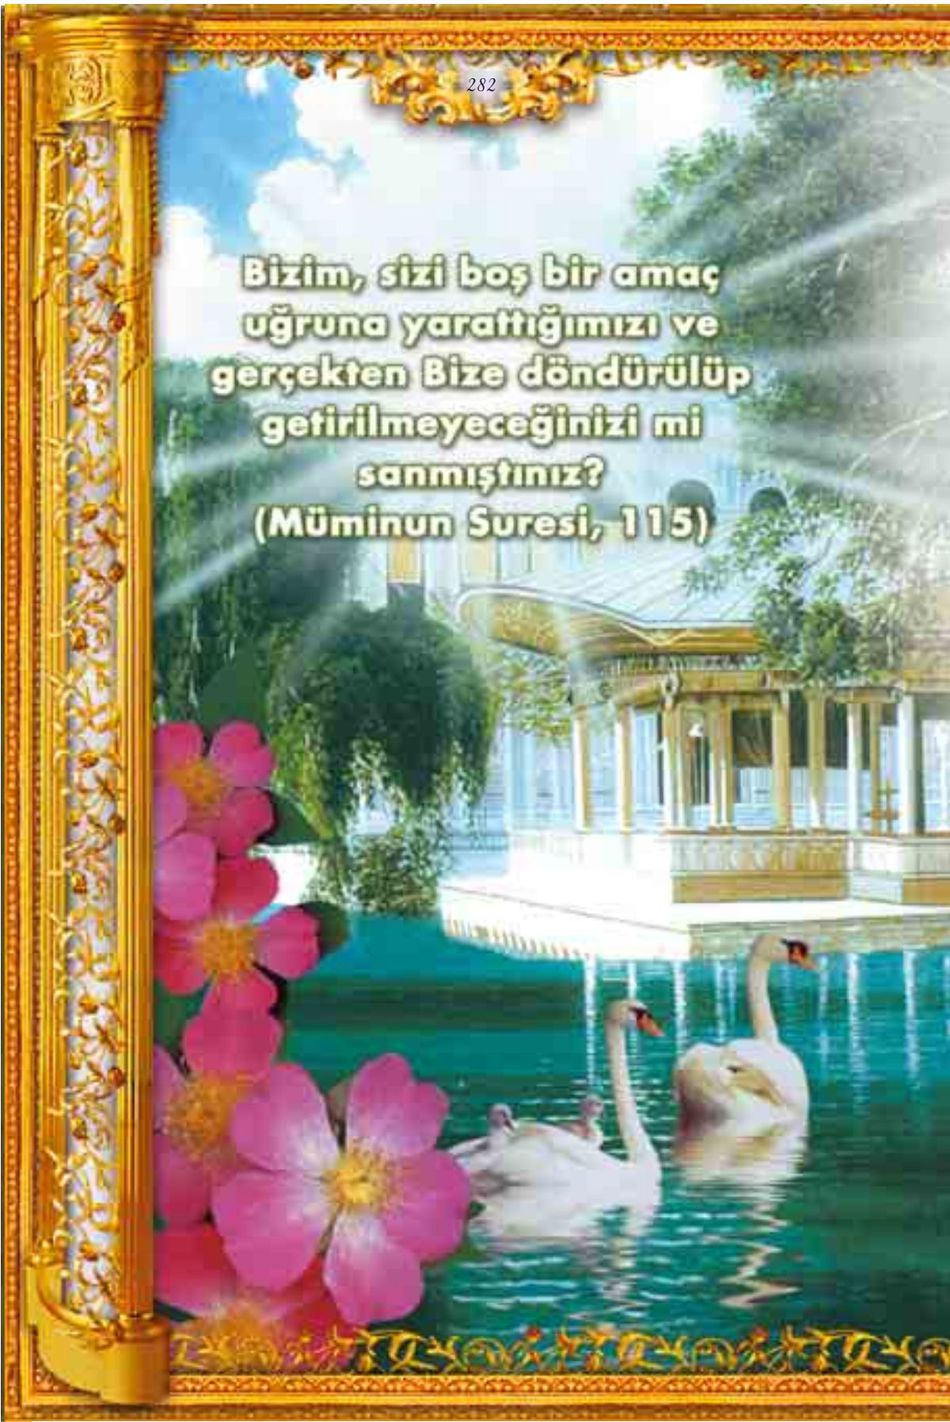 282
Bizim, sizi boş bir amaç
uğruna yarattığımızı ve
gerçekten Bize döndürülüp
getirilmeyeceğinizi mi
sanmıştınız?
(Müminun Suresi, 115)